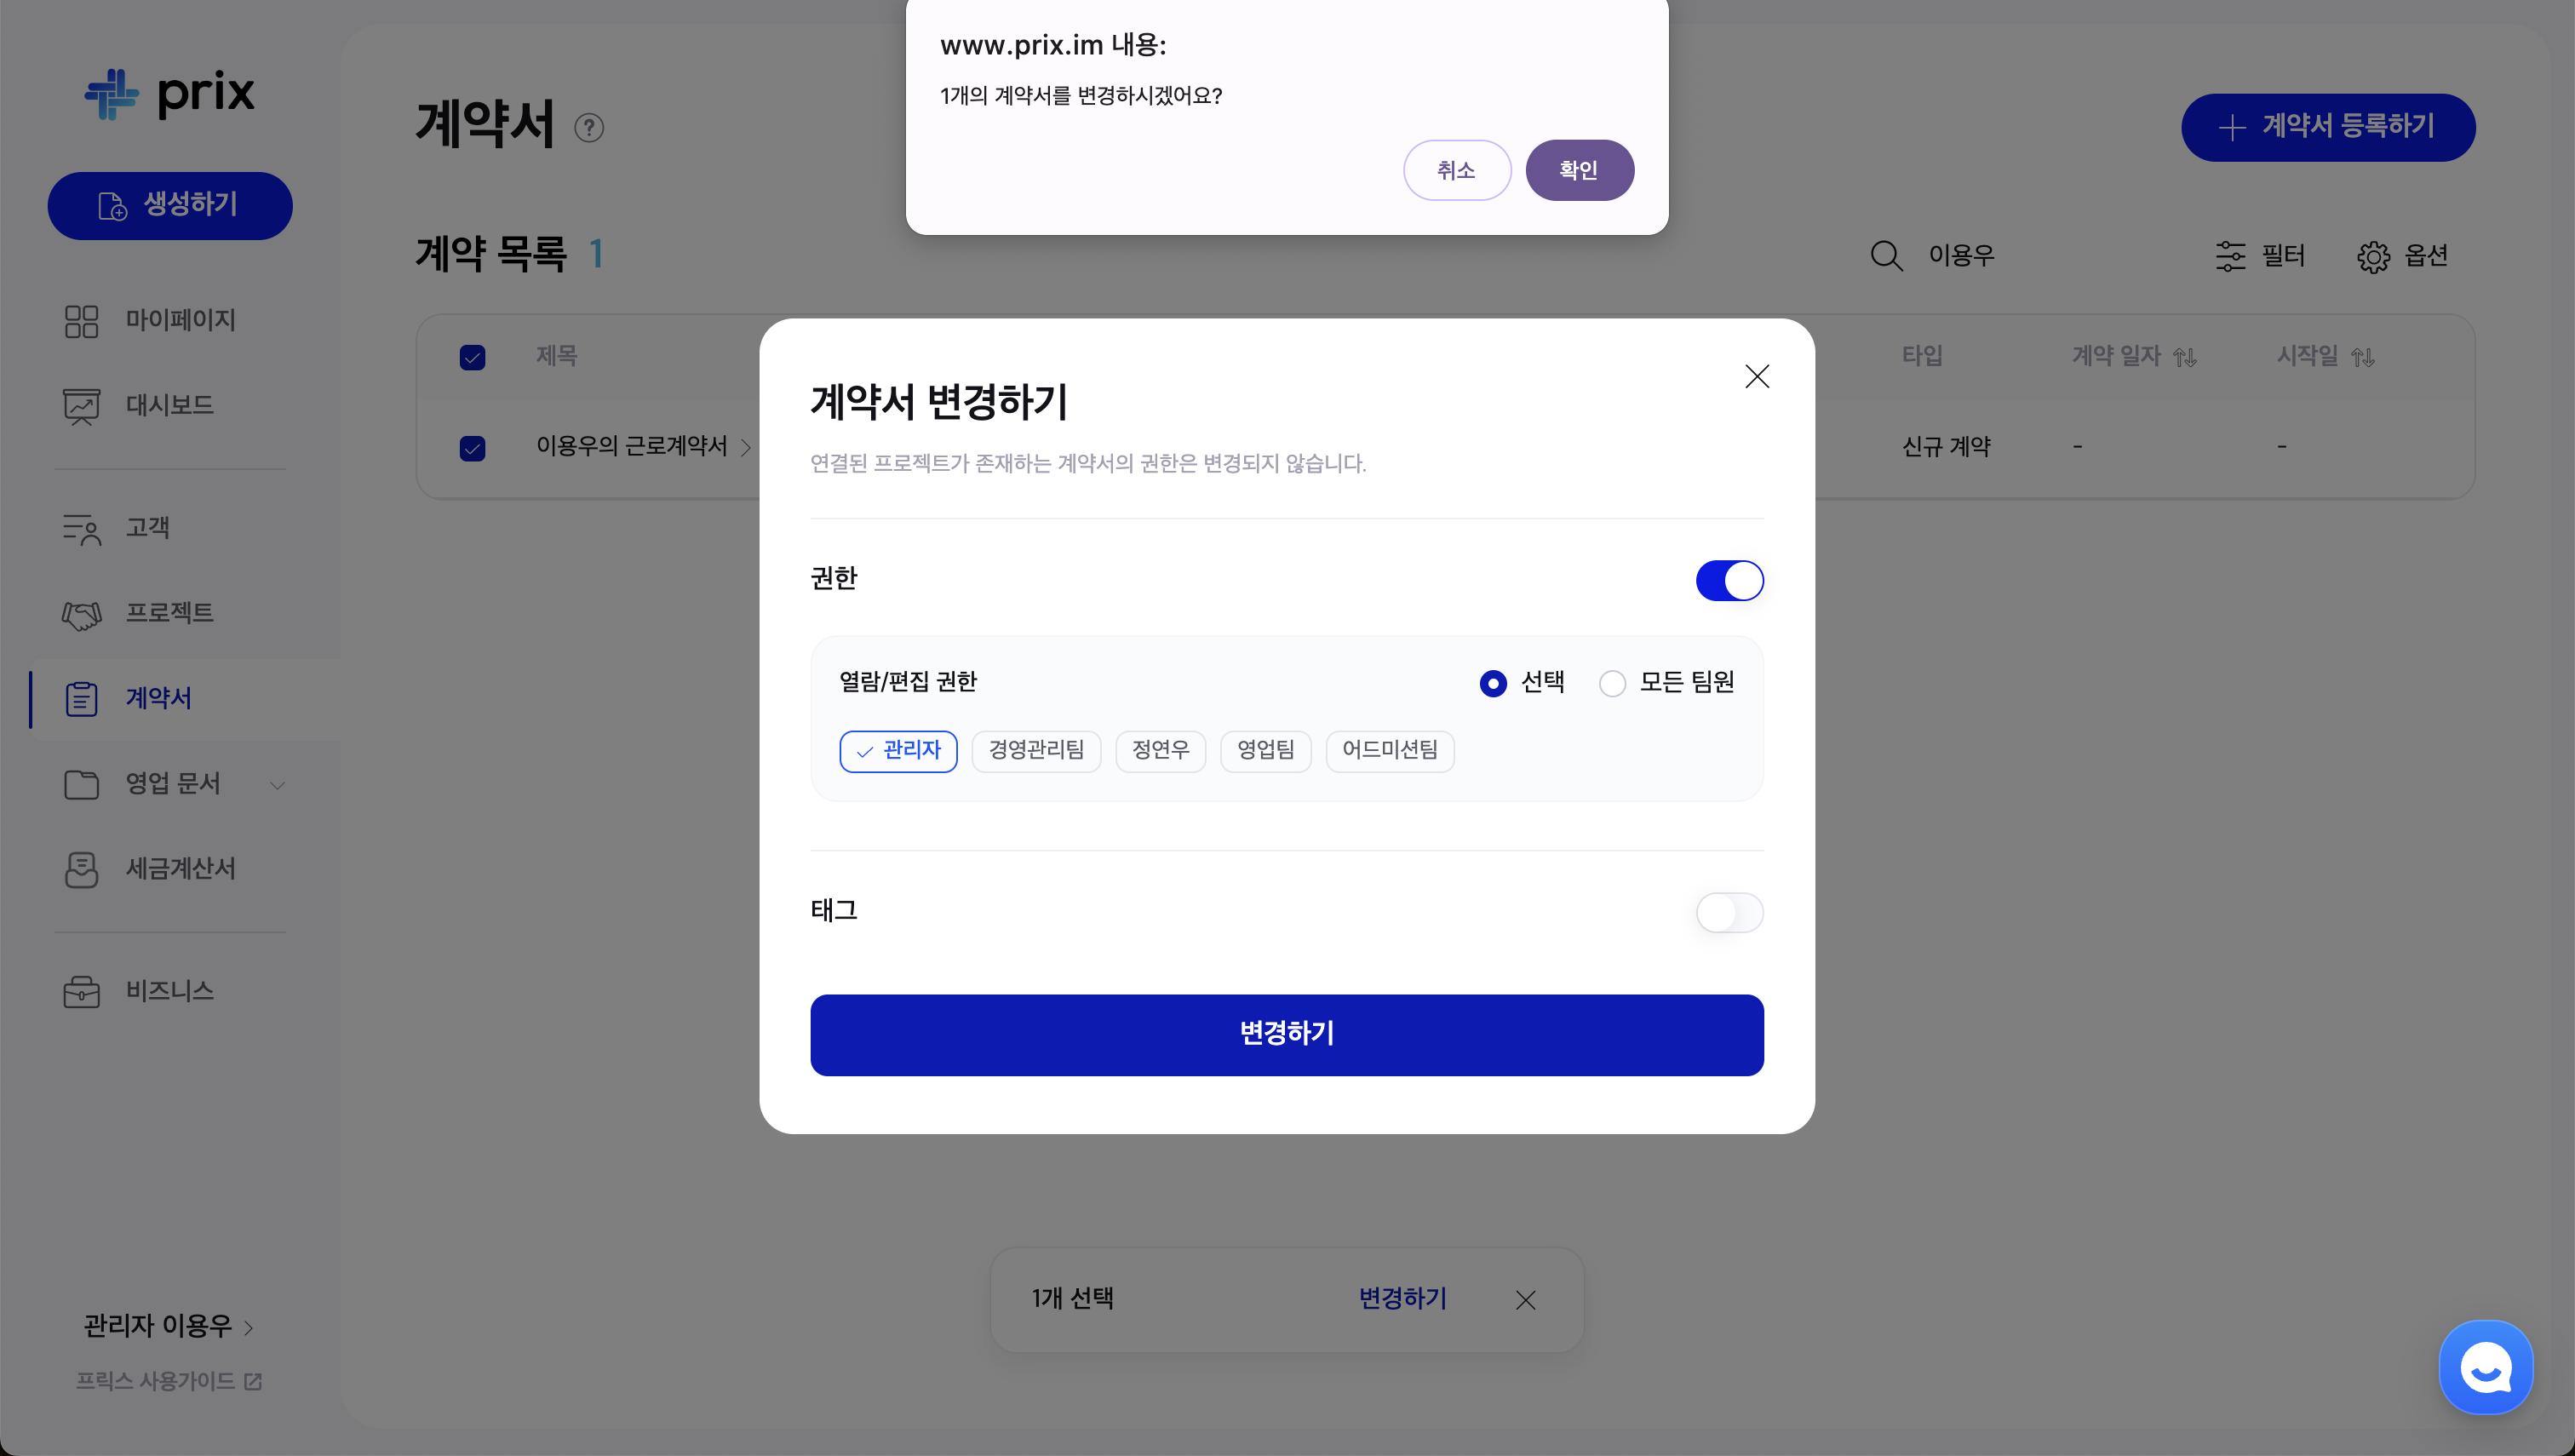 www.prix.im 내용:
1개의 계약서를 변경하시겠어요?
취소
확인
prix
생성하기
마이페이지
대시보드
고객
프로젝트
계약서
영업 문서
세금계산서
비즈니스
관리자 이용우
프릭스 사용가이드
계약서
계약서 등록하기
계약 목록 1
이용우
필터
옵션
제목
타입
계약 일자
시작일
이용우의 근로계약서
신규 계약
-
-
계약서 변경하기
연결된 프로젝트가 존재하는 계약서의 권한은 변경되지 않습니다.
권한
열람/편집 권한
선택
모든 팀원
관리자
경영관리팀
정연우
영업팀
어드미션팀
태그
변경하기
1개 선택
변경하기